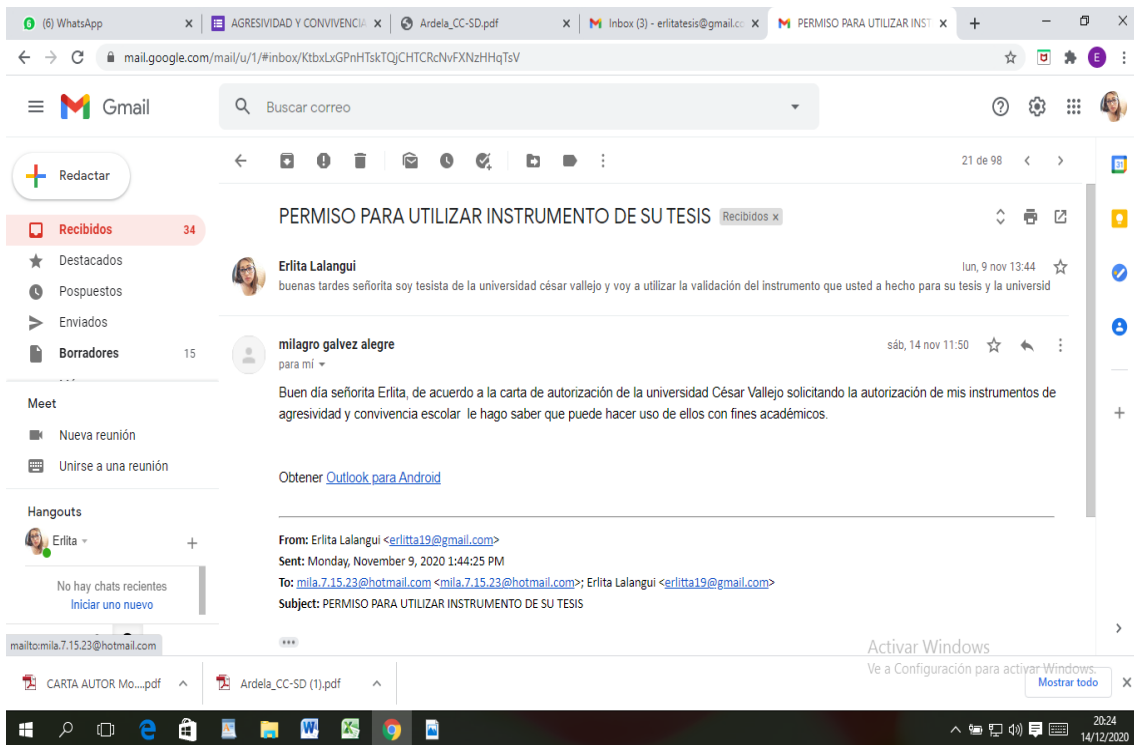 (6) WhatsApp
AGRESIVIDAD Y CONVIVENCIA
Ardela_CC-SD.pdf
Inbox (3) - erlitatesis@gmail.co
PERMISO PARA UTILIZAR INST
mail.google.com/mail/u/1/#inbox/KtbxLxGPnHTskTQjCHTCRcNvFXNzHHqTsV
E
Gmail
Buscar correo
Redactar
21 de 98
31
Recibidos 34
Destacados
Pospuestos
Enviados
Borradores 15
Meet
Nueva reunión
Unirse a una reunión
Hangouts
Erlita
No hay chats recientes
Iniciar uno nuevo
PERMISO PARA UTILIZAR INSTRUMENTO DE SU TESIS Recibidos x
Erlita Lalangui lun, 9 nov 13:44
buenas tardes señorita soy tesista de la universidad césar vallejo y voy a utilizar la validación del instrumento que usted a hecho para su tesis y la universid
milagro galvez alegre sáb, 14 nov 11:50
para mí
Buen día señorita Erlita, de acuerdo a la carta de autorización de la universidad César Vallejo solicitando la autorización de mis instrumentos de
agresividad y convivencia escolar le hago saber que puede hacer uso de ellos con fines académicos.
Obtener Outlook para Android
From: Erlita Lalangui <erlitta19@gmail.com>
Sent: Monday, November 9, 2020 1:44:25 PM
To: mila.7.15.23@hotmail.com <mila.7.15.23@hotmail.com>; Erlita Lalangui <erlitta19@gmail.com>
Subject: PERMISO PARA UTILIZAR INSTRUMENTO DE SU TESIS
mailto:mila.7.15.23@hotmail.com
Activar Windows
Ve a Configuración para activar Windows.
CARTA AUTOR Mo....pdf
Ardela_CC-SD (1).pdf
Mostrar todo
20:24
14/12/2020